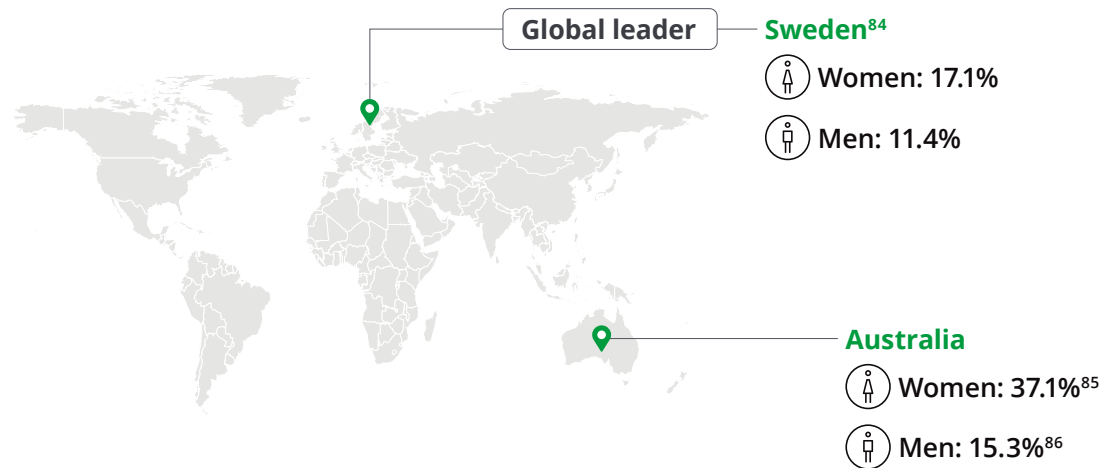 Global leader
Sweden⁸⁴
Women: 17.1%
Men: 11.4%
Australia
Women: 37.1%⁸⁵
Men: 15.3%⁸⁶